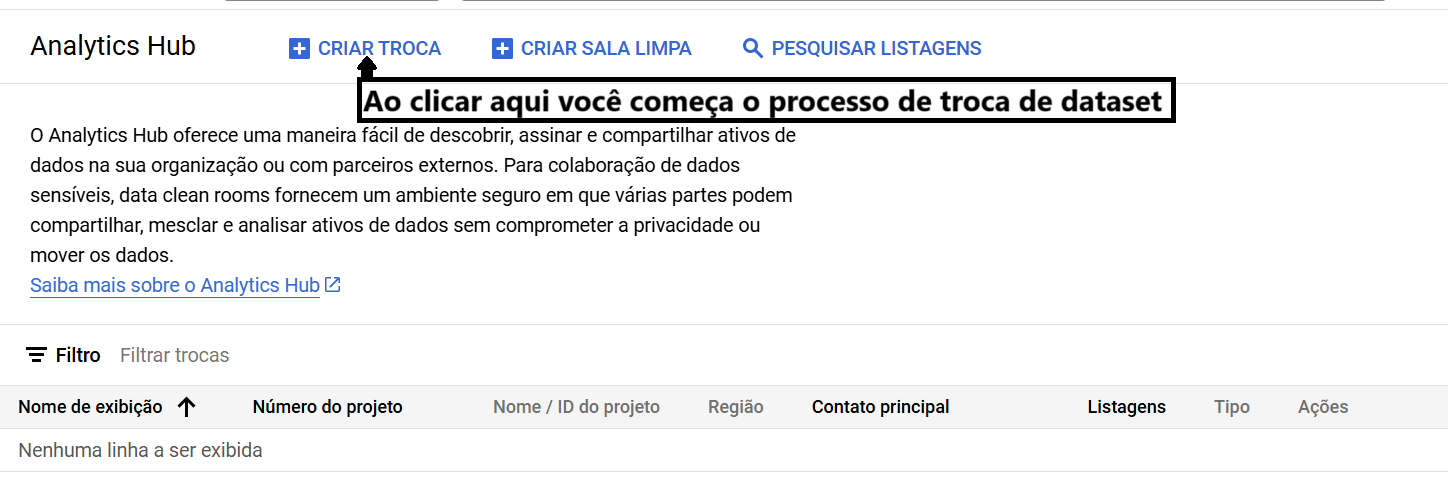 Analytics Hub
CRIAR TROCA
CRIAR SALA LIMPA
PESQUISAR LISTAGENS
Ao clicar aqui você começa o processo de troca de dataset
O Analytics Hub oferece uma maneira fácil de descobrir, assinar e compartilhar ativos de
dados na sua organização ou com parceiros externos. Para colaboração de dados
sensíveis, data clean rooms fornecem um ambiente seguro em que várias partes podem
compartilhar, mesclar e analisar ativos de dados sem comprometer a privacidade ou
mover os dados.
Saiba mais sobre o Analytics Hub
Filtro Filtrar trocas
Nome de exibição Número do projeto Nome / ID do projeto Região Contato principal Listagens Tipo Ações
Nenhuma linha a ser exibida